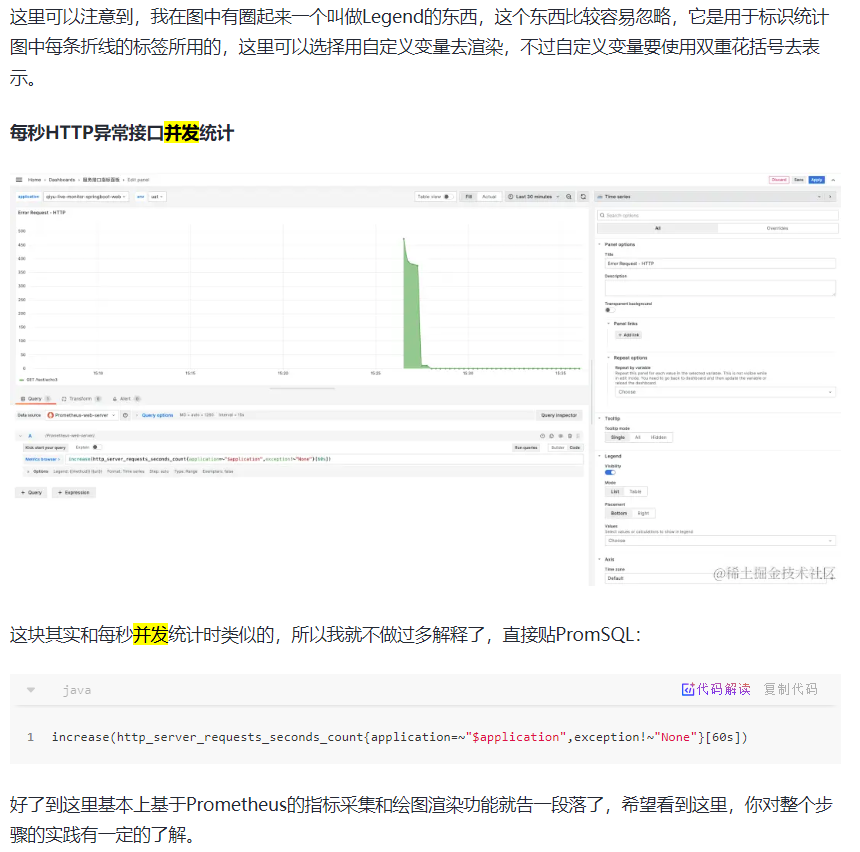 这里可以注意到，我在图中有圈起来一个叫做Legend的东西，这个东西比较容易忽略，它是用于标识统计
图中每条折线的标签所用的，这里可以选择用自定义变量去渲染，不过自定义变量要使用双重花括号去表
示。
每秒HTTP异常接口并发统计
Home › Dashboards › 服务接口指标面板 › Edit panel
Discard Save Apply
application qiyu-live-monitor-springboot-web env uat
Table view Fill Actual Last 30 minutes
Time series
Error Request - HTTP
Search options
All Overrides
500
450
400
350
300
250
200
150
100
50
0
Panel options
Title
Error Request - HTTP
Description
Transparent background
Panel links
+ Add link
Repeat options
Repeat by variable
Repeat this panel for each value in the selected variable. This is not visible while
in edit mode. You need to go back to dashboard and then update the variable or
reload the dashboard.
Choose
Query 1 Transform 0 Alert 0
Data source Prometheus-web-server Query options MD = auto = 1260 Interval = 15s Query inspector
A (Prometheus-web-server)
Kick start your query Explain Run queries Builder Code
Metrics browser › increase(http_server_requests_seconds_count{application=~"$application",exception!~"None"}[60s])
Options Legend: {{method}} {{uri}} Format: Time series Step: auto Type: Range Exemplars: false
+ Query + Expression
Tooltip
Tooltip mode
Single All Hidden
Legend
Visibility
Mode
List Table
Placement
Bottom Right
Values
Select values or calculations to show in legend
Choose
Axis
Time zone
Default
@稀土掘金技术社区
这块其实和每秒并发统计时类似的，所以我就不做过多解释了，直接贴PromSQL：
java 代码解读 复制代码
1 increase(http_server_requests_seconds_count{application=~"$application",exception!~"None"}[60s])
好了到这里基本上基于Prometheus的指标采集和绘图渲染功能就告一段落了，希望看到这里，你对整个步
骤的实践有一定的了解。